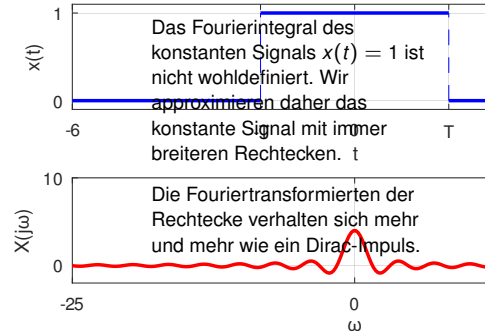 1
x(t)
0
Das Fourierintegral des
konstanten Signals x(t) = 1 ist
nicht wohldefiniert. Wir
approximieren daher das
konstante Signal mit immer
breiteren Rechtecken.
-6 -T 0 T
t
10
X(jω)
0
Die Fouriertransformierten der
Rechtecke verhalten sich mehr
und mehr wie ein Dirac-Impuls.
-25 0
ω